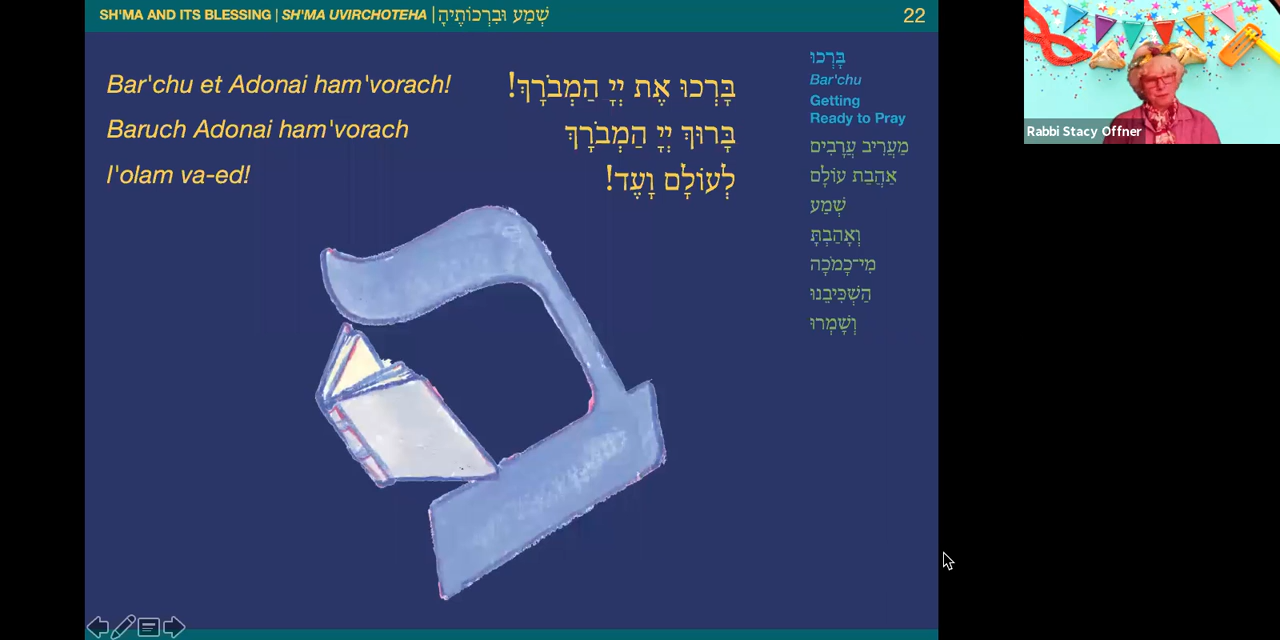 SH'MA AND ITS BLESSING | SH'MA UVIRCHOTEHA | שְׁמַע וּבִרְכוֹתֶיהָ
22
Bar'chu et Adonai ham'vorach!
Baruch Adonai ham'vorach
l'olam va-ed!
בָּרְכוּ אֶת יְיָ הַמְבֹרָךְ!
בָּרוּךְ יְיָ הַמְבֹרָךְ
לְעוֹלָם וָעֶד!
בָּרְכוּ
Bar'chu
Getting
Ready to Pray
מַעֲרִיב עֲרָבִים
אַהֲבַת עוֹלָם
שְׁמַע
וְאָהַבְתָּ
מִי־כָמֹכָה
הַשְׁכִּיבֵנוּ
וְשָׁמְרוּ
ב
Rabbi Stacy Offner